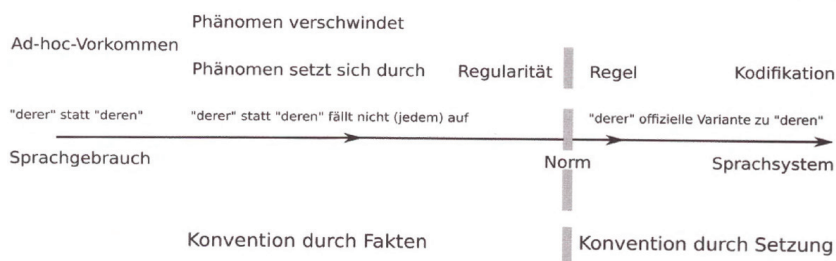 Phänomen verschwindet
Ad-hoc-Vorkommen
Phänomen setzt sich durch Regularität Regel Kodifikation
"derer" statt "deren" "derer" statt "deren" fällt nicht (jedem) auf "derer" offizielle Variante zu "deren"
Sprachgebrauch Norm Sprachsystem
Konvention durch Fakten Konvention durch Setzung